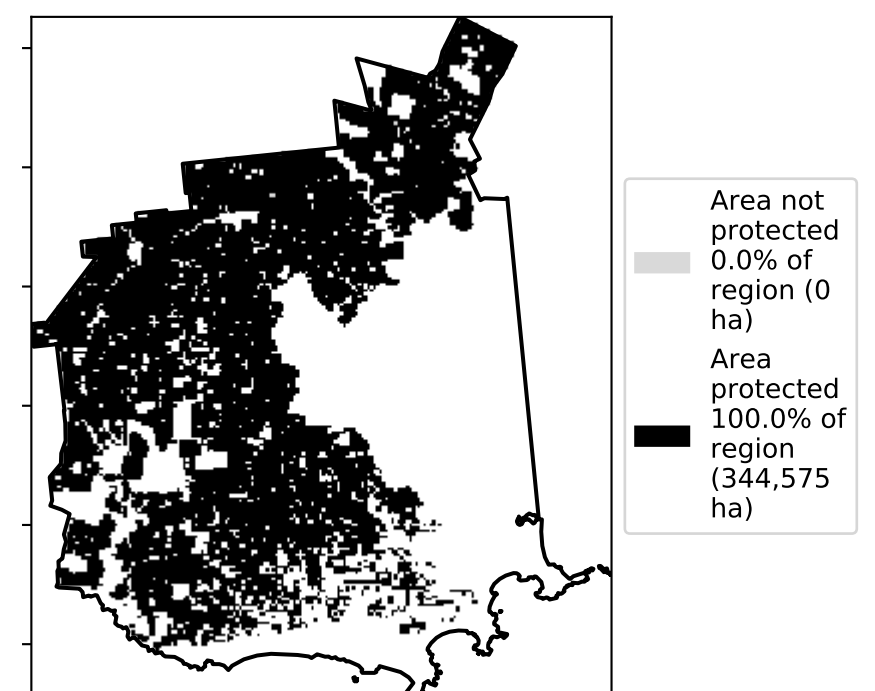 Area not
protected
0.0% of
region (0
ha)
Area
protected
100.0% of
region
(344,575
ha)